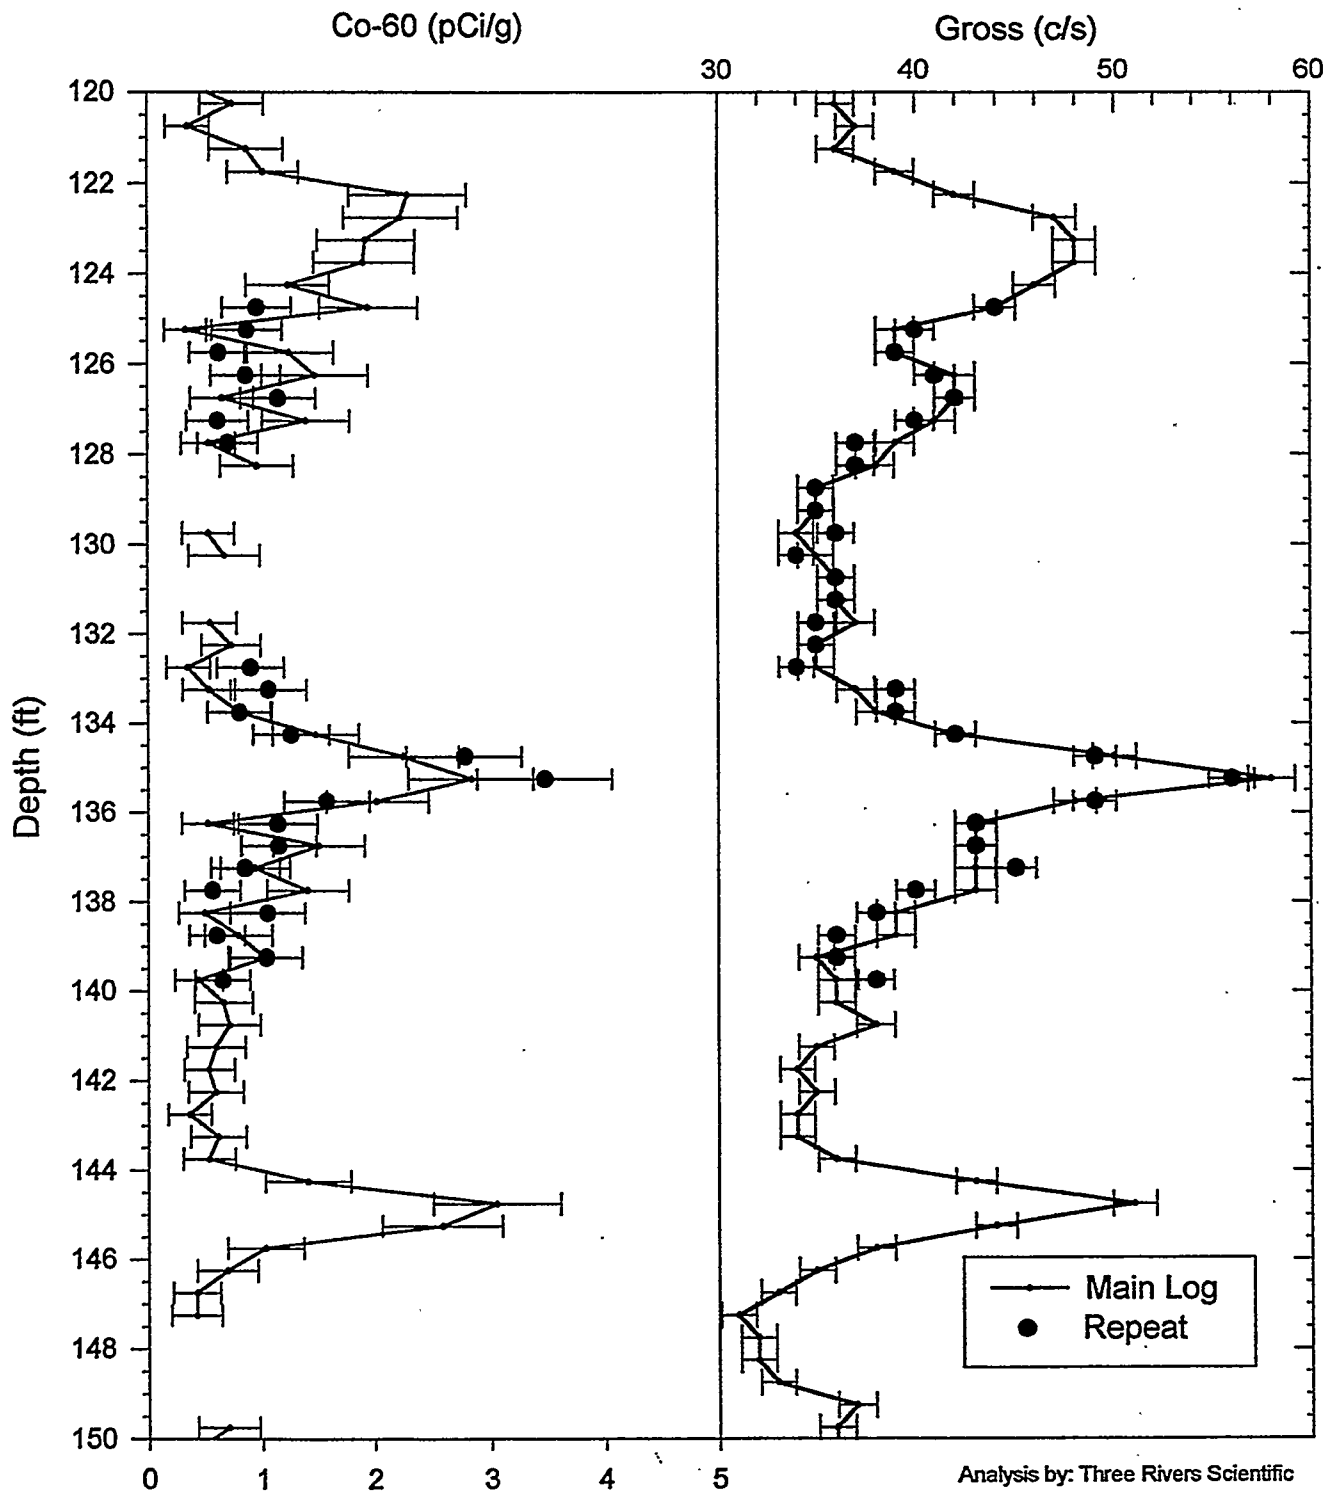 Co-60 (pCi/g) Gross (c/s)
30 40 50 60
120
122
124
126
128
130
132
134
136
138
140
142
144
146
148
150
Depth (ft)
Main Log
Repeat
0 1 2 3 4 5
Analysis by: Three Rivers Scientific